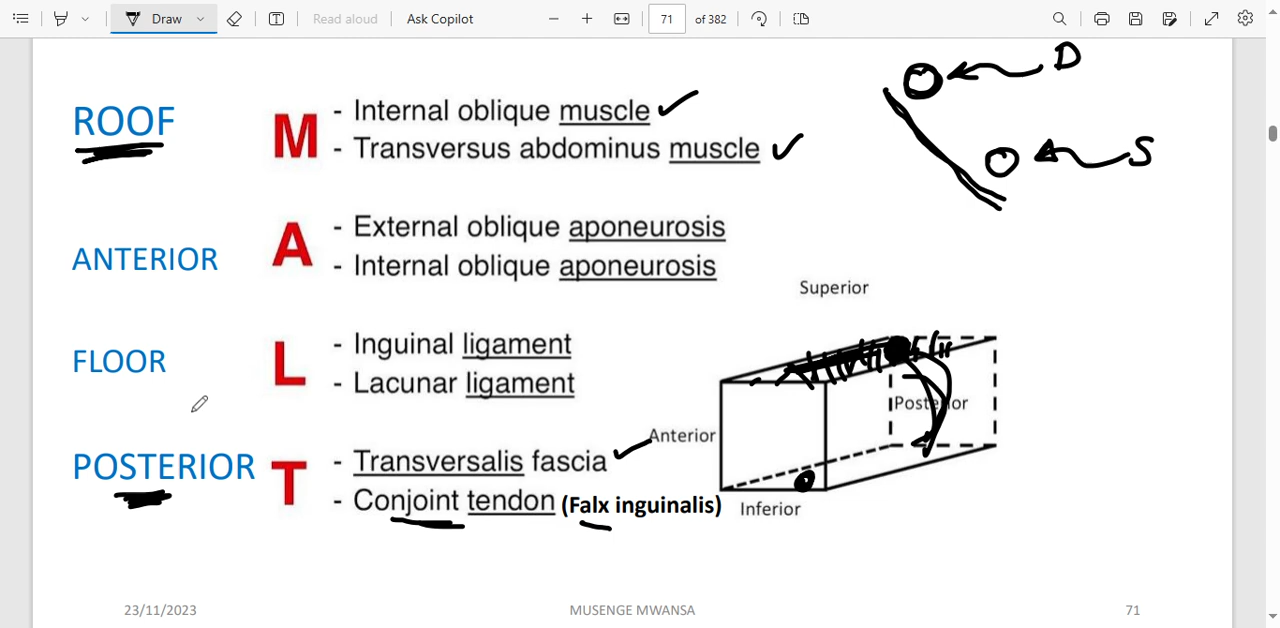 Draw
Read aloud
Ask Copilot
71 of 382
D
S
ROOF
M
- Internal oblique muscle
- Transversus abdominus muscle
ANTERIOR
A
- External oblique aponeurosis
- Internal oblique aponeurosis
FLOOR
L
- Inguinal ligament
- Lacunar ligament
POSTERIOR
T
- Transversalis fascia
- Conjoint tendon (Falx inguinalis)
Superior
Anterior
Posterior
Inferior
23/11/2023
MUSENGE MWANSA
71